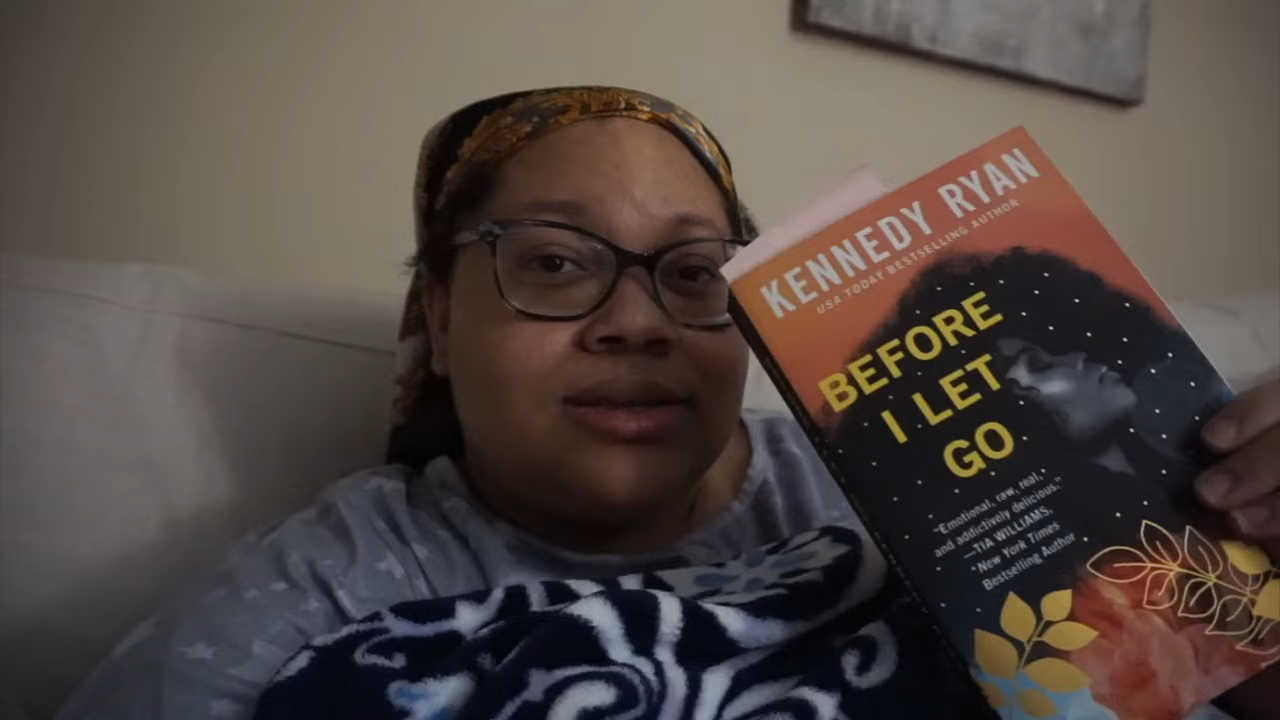 KENNEDY RYAN
USA TODAY BESTSELLING AUTHOR
BEFORE
I LET
GO
"Emotional, raw, real,
and addictively delicious."
—TIA WILLIAMS,
New York Times
Bestselling Author